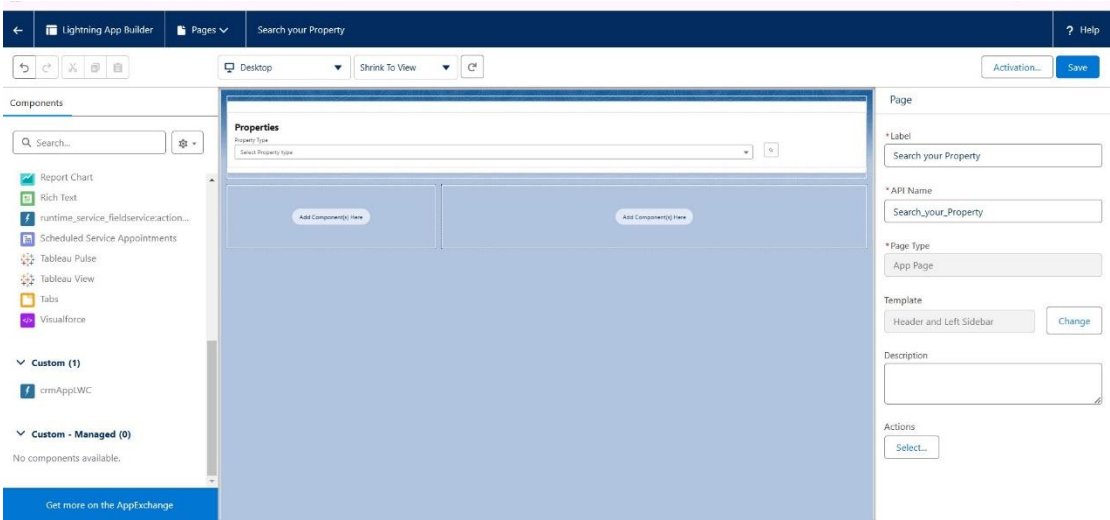 Lightning App Builder
Pages
Search your Property
? Help
Desktop
Shrink To View
Activation...
Save
Components
Search...
Report Chart
Rich Text
runtime_service_fieldservice:action...
Scheduled Service Appointments
Tableau Pulse
Tableau View
Tabs
Visualforce
Custom (1)
crmAppLWC
Custom - Managed (0)
No components available.
Get more on the AppExchange
Properties
Property Type
Select Property type
Add Component(s) Here
Add Component(s) Here
Page
*Label
Search your Property
*API Name
Search_your_Property
*Page Type
App Page
Template
Header and Left Sidebar
Change
Description
Actions
Select...